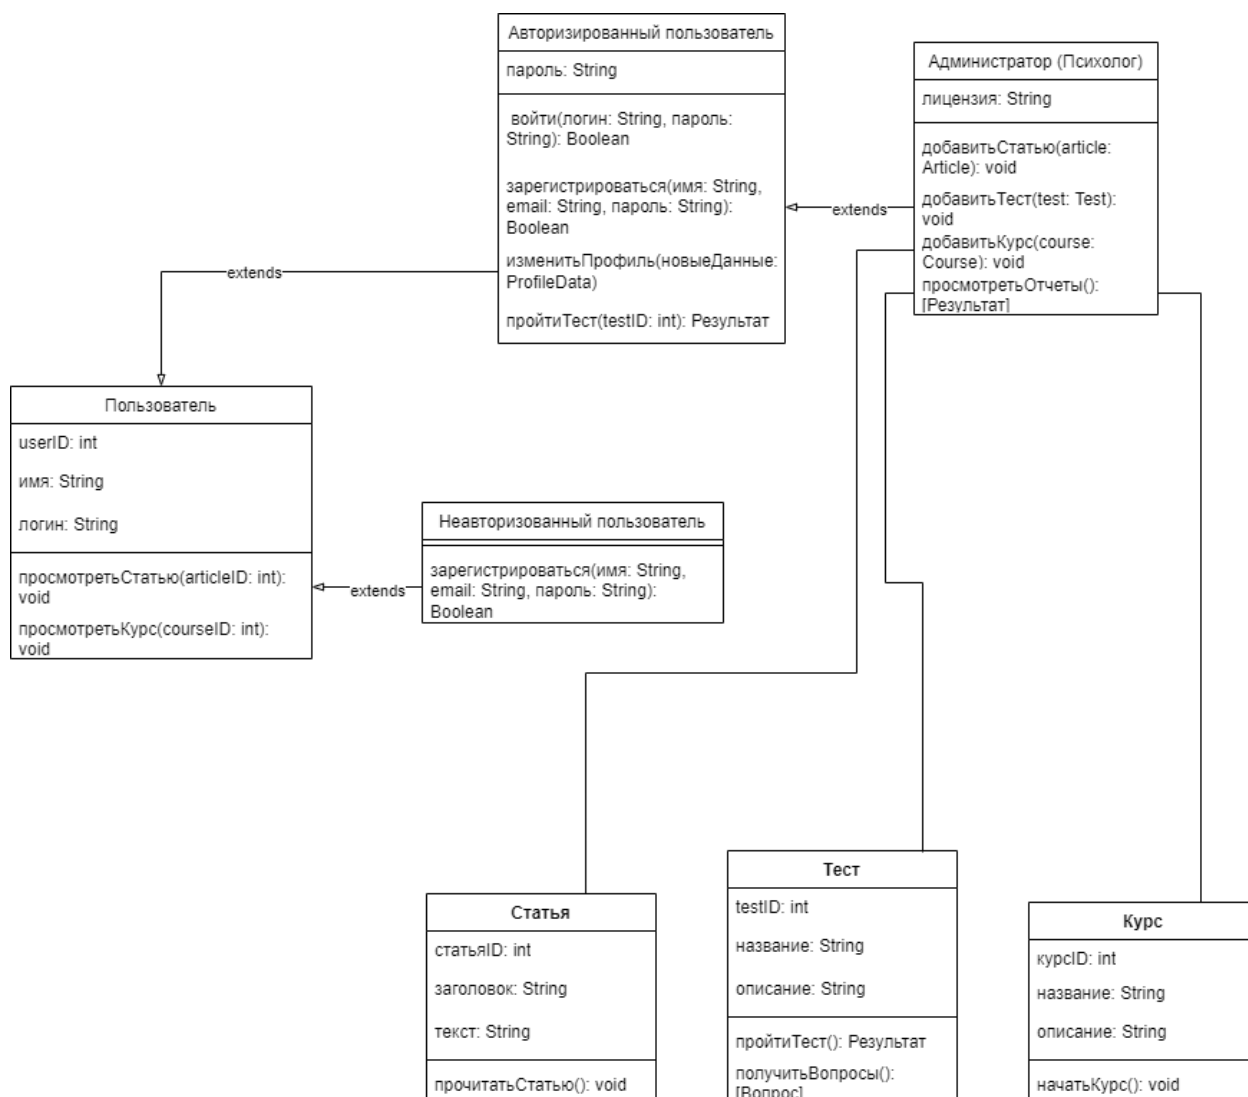 Авторизированный пользователь
пароль: String
войти(логин: String, пароль:
String): Boolean
зарегистрироваться(имя: String,
email: String, пароль: String):
Boolean
изменитьПрофиль(новыеДанные:
ProfileData)
пройтиТест(testID: int): Результат
Администратор (Психолог)
лицензия: String
добавитьСтатью(article:
Article): void
добавитьТест(test: Test):
void
добавитьКурс(course:
Course): void
просмотретьОтчеты():
[Результат]
extends
extends
Пользователь
userID: int
имя: String
логин: String
просмотретьСтатью(articleID: int):
void
просмотретьКурс(courseID: int):
void
extends
Неавторизованный пользователь
зарегистрироваться(имя: String,
email: String, пароль: String):
Boolean
Статья
статьяID: int
заголовок: String
текст: String
прочитатьСтатью(): void
Тест
testID: int
название: String
описание: String
пройтиТест(): Результат
получитьВопросы():
[Вопрос]
Курс
курсID: int
название: String
описание: String
начатьКурс(): void